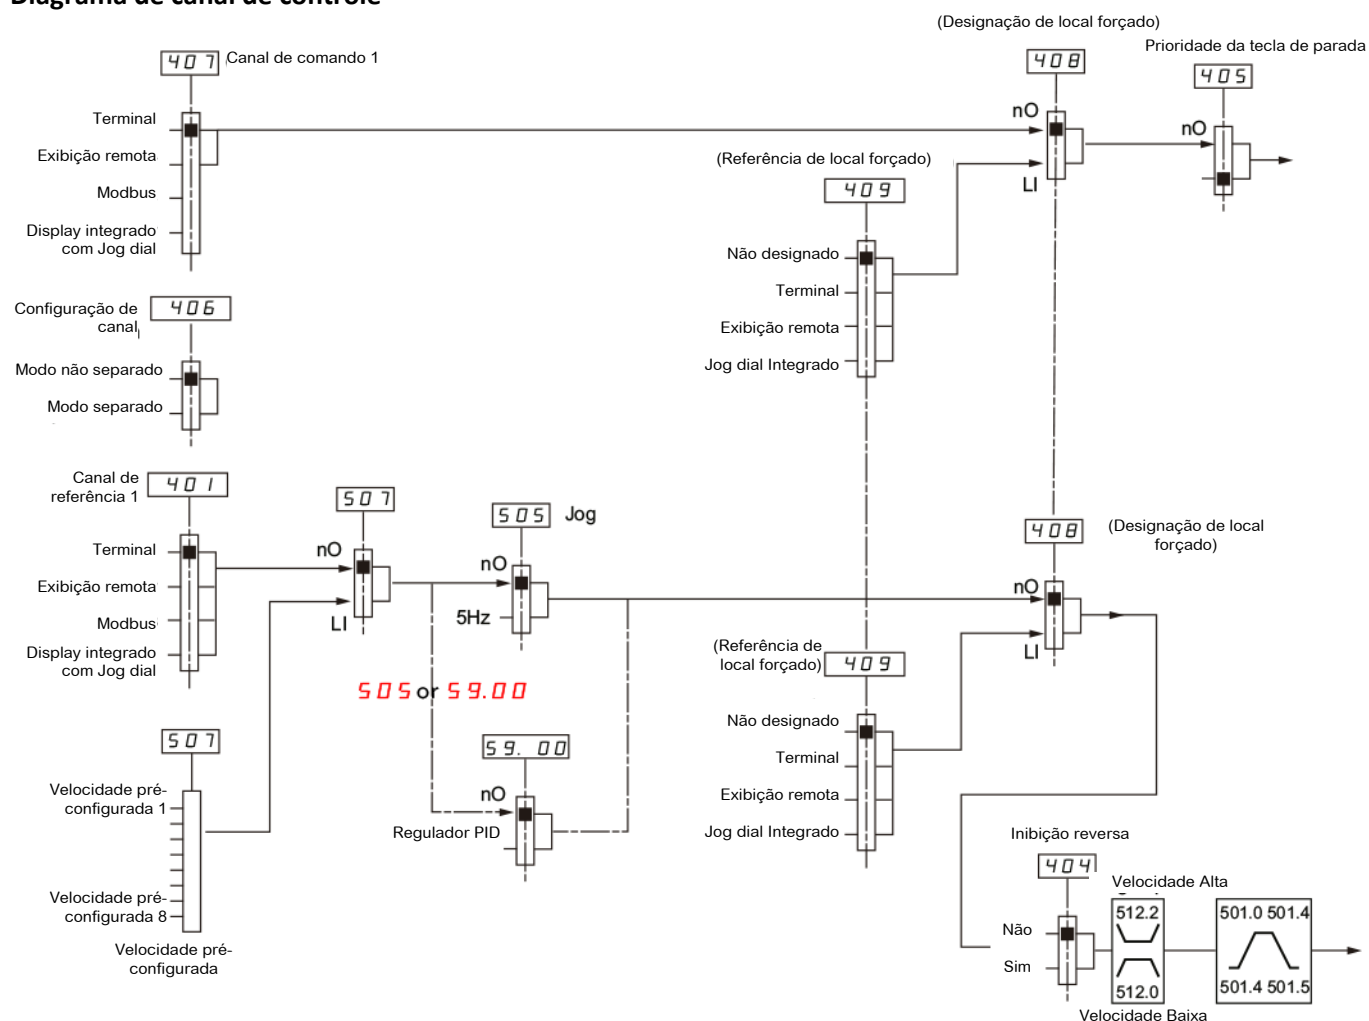 Diagrama de canal de controle
(Designação de local forçado)
407
Canal de comando 1
408
Prioridade da tecla de parada
405
Terminal
Exibição remota
Modbus
Display integrado
com Jog dial
nO
LI
nO
(Referência de local forçado)
409
Não designado
Terminal
Exibição remota
Jog dial Integrado
Configuração de
canal
406
Modo não separado
Modo separado
Canal de
referência 1
401
507
505
Jog
408
(Designação de local
forçado)
Terminal
Exibição remota
Modbus
Display integrado
com Jog dial
nO
LI
nO
5Hz
nO
LI
505 or 59.00
(Referência de
local forçado)
409
Não designado
Terminal
Exibição remota
Jog dial Integrado
507
Velocidade pré-
configurada 1
Velocidade pré-
configurada 8
Velocidade pré-
configurada
59. 00
nO
Regulador PID
Inibição reversa
404
Não
Sim
Velocidade Alta
512.2
512.0
Velocidade Baixa
501.0 501.4
501.4 501.5